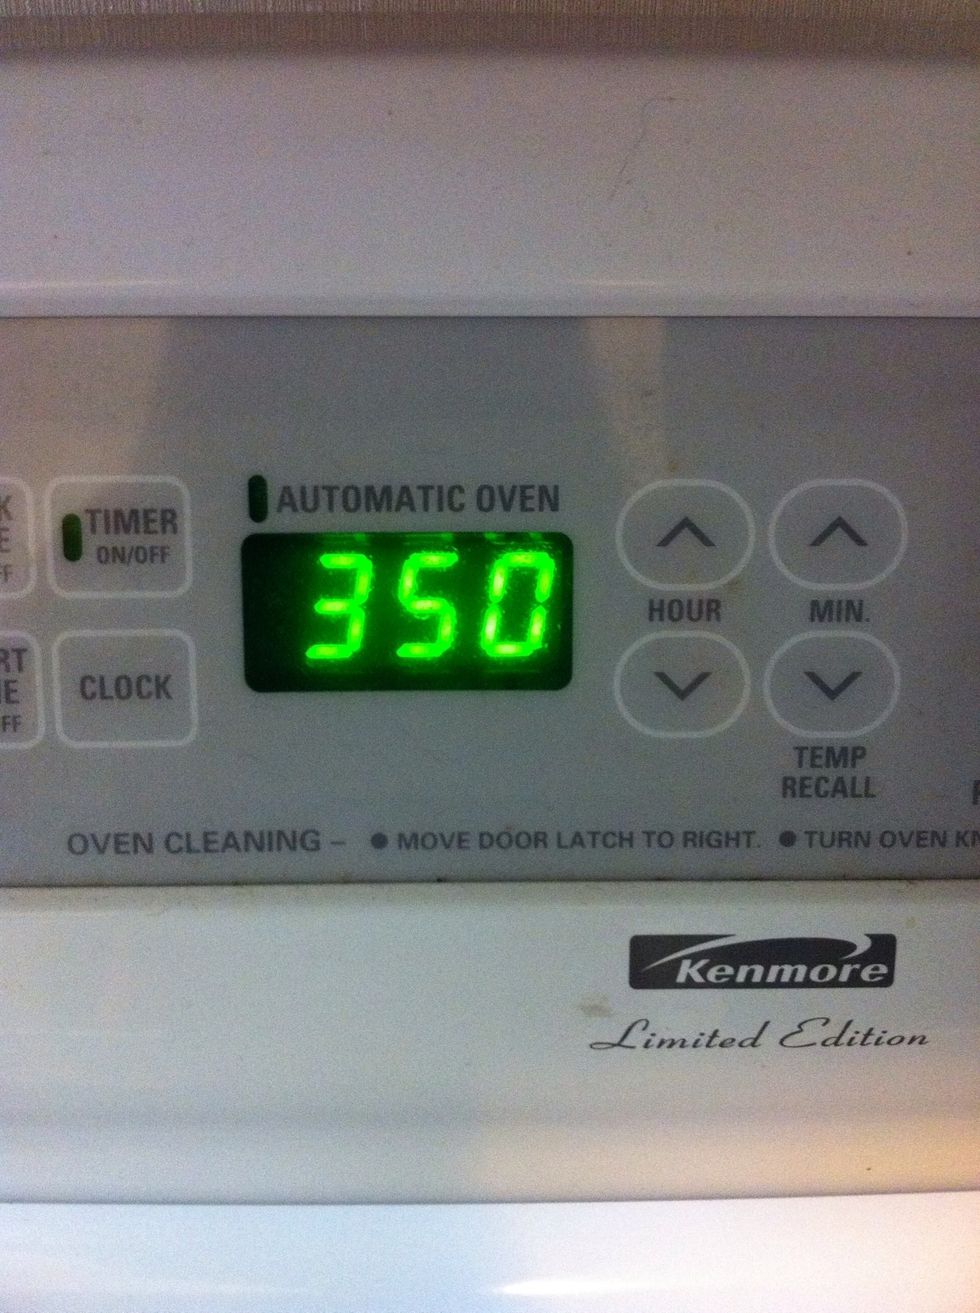 AUTOMATIC OVEN
TIMER
ON/OFF
350
HOUR
MIN.
CLOCK
TEMP
RECALL
OVEN CLEANING – ● MOVE DOOR LATCH TO RIGHT. ● TURN OVEN
Kenmore
Limited Edition